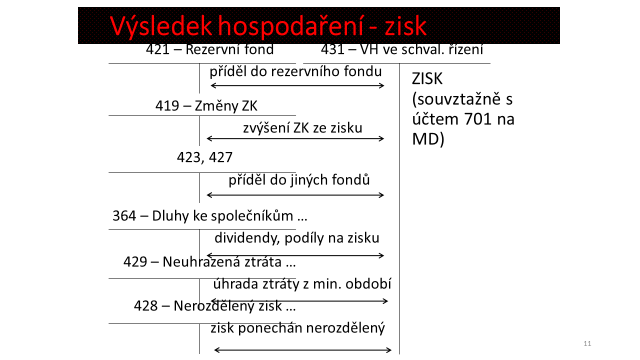 Výsledek hospodaření - zisk
421 – Rezervní fond
431 – VH ve schval. řízení
příděl do rezervního fondu
ZISK
(souvztažně s
účtem 701 na
MD)
419 – Změny ZK
zvýšení ZK ze zisku
423, 427
příděl do jiných fondů
364 – Dluhy ke společníkům ...
dividendy, podíly na zisku
429 – Neuhrazená ztráta ...
úhrada ztráty z min. období
428 – Nerozdělený zisk ...
zisk ponechán nerozdělený
11